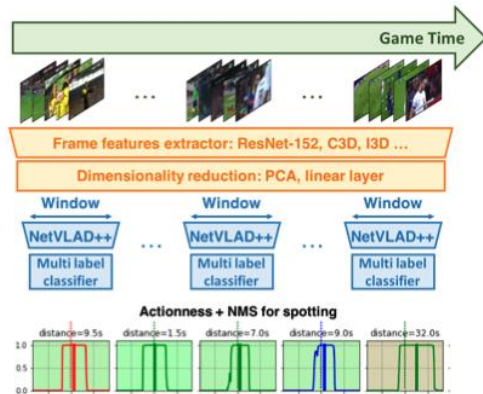 Game Time
... ...
Frame features extractor: ResNet-152, C3D, I3D ...
Dimensionality reduction: PCA, linear layer
Window Window Window
NetVLAD++ ... NetVLAD++ ... NetVLAD++
Multi label classifier Multi label classifier Multi label classifier
Actionness + NMS for spotting
distance=9.5s distance=1.5s distance=7.0s distance=9.0s distance=32.0s
1.0
0.5
0.0